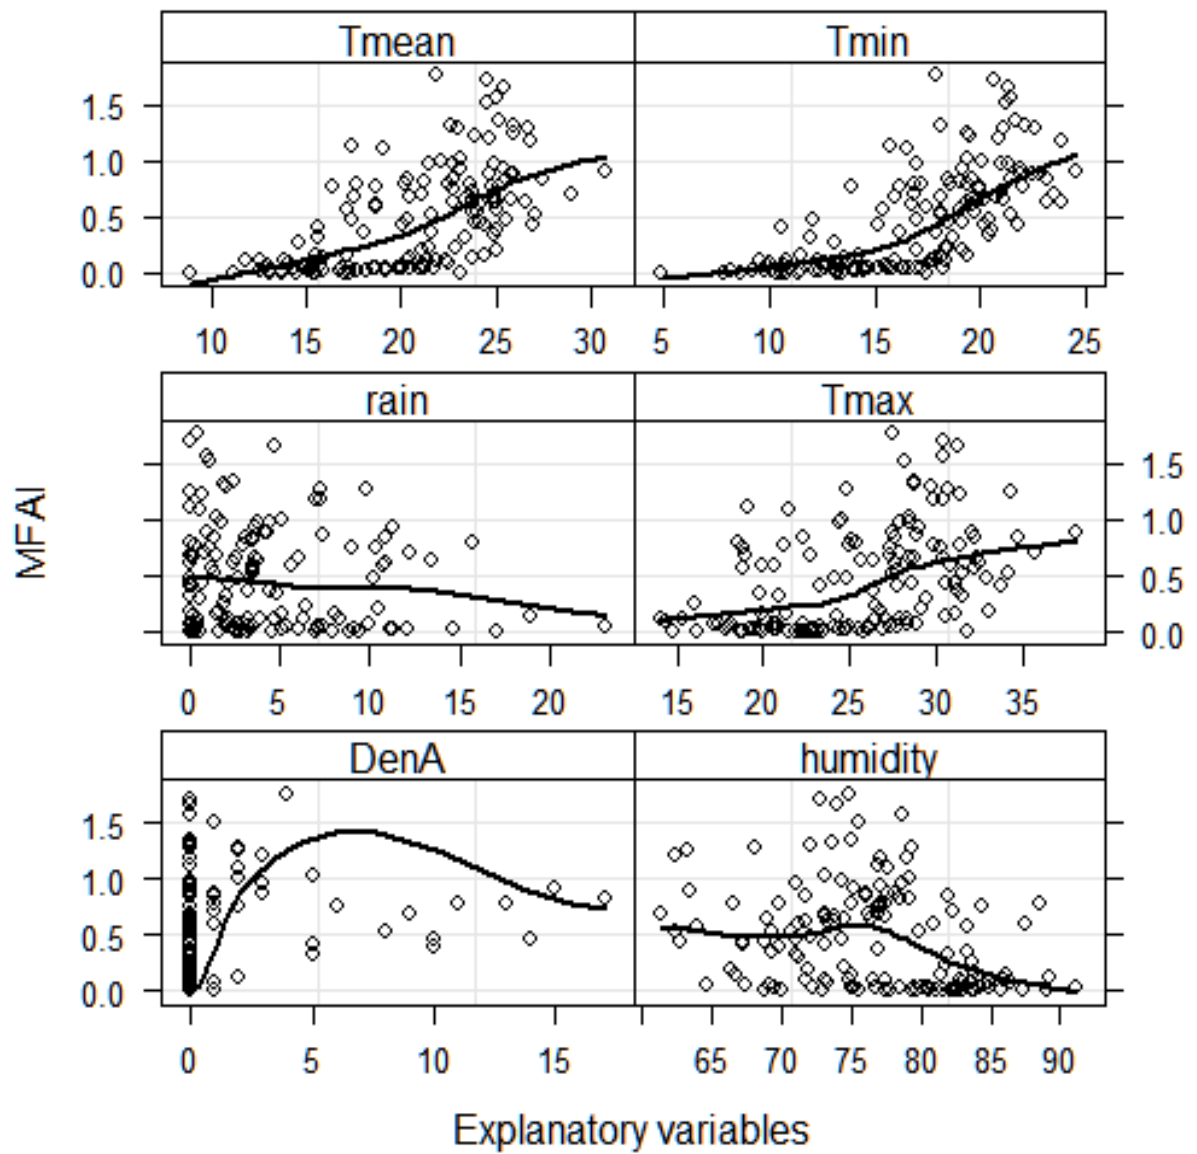 Tmean Tmin
1.5
1.0
0.5
0.0
10 15 20 25 30 5 10 15 20 25
rain Tmax
1.5
1.0
0.5
0.0
0 5 10 15 20 15 20 25 30 35
DenA humidity
1.5
1.0
0.5
0.0
0 5 10 15 65 70 75 80 85 90
MFAI
Explanatory variables